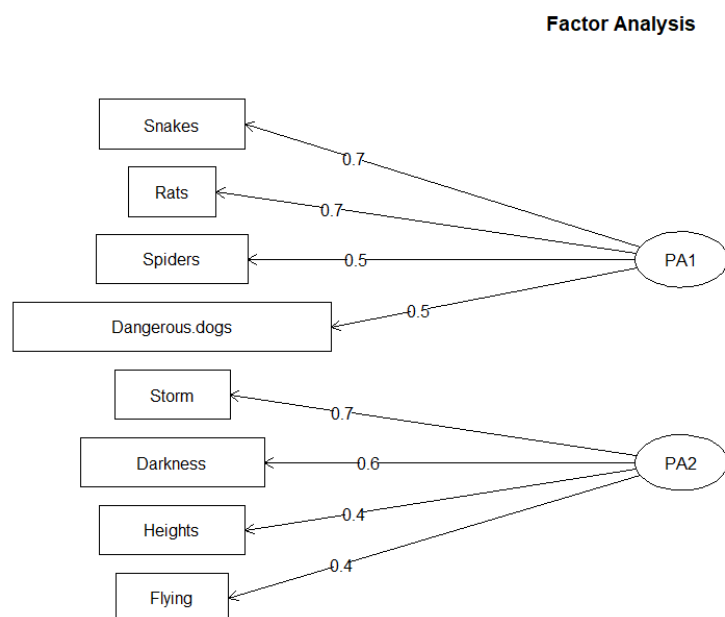 Factor Analysis
Snakes
0.7
Rats
0.7
Spiders
0.5
PA1
Dangerous.dogs
0.5
Storm
0.7
Darkness
0.6
PA2
Heights
0.4
Flying
0.4